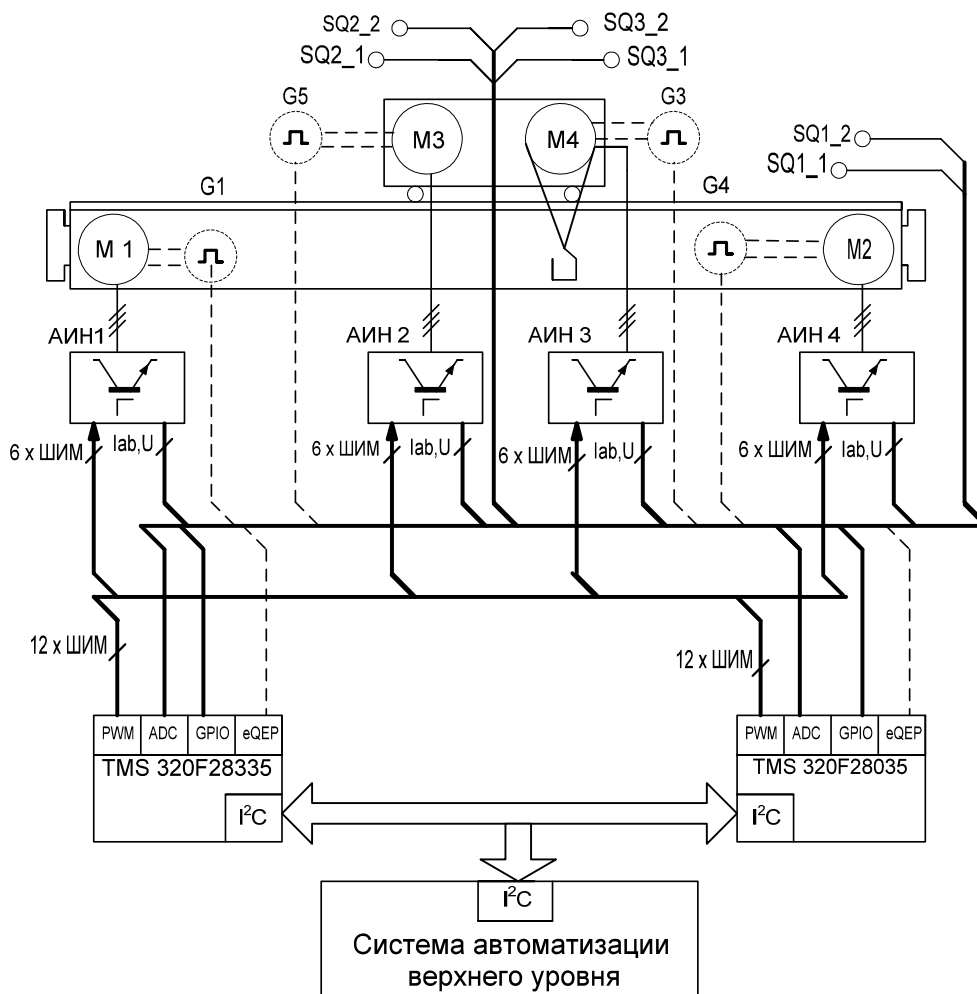 SQ2_2
SQ3_2
SQ2_1
SQ3_1
G5
G3
M3
M4
SQ1_2
SQ1_1
G1
G4
M 1
M2
АИН1
АИН 2
АИН 3
АИН 4
6 x ШИМ
Iab,U
6 x ШИМ
Iab,U
6 x ШИМ
Iab,U
6 x ШИМ
Iab,U
12 x ШИМ
12 x ШИМ
PWM
ADC
GPIO
eQEP
PWM
ADC
GPIO
eQEP
TMS 320F28335
TMS 320F28035
I²C
I²C
I²C
Система автоматизации
верхнего уровня